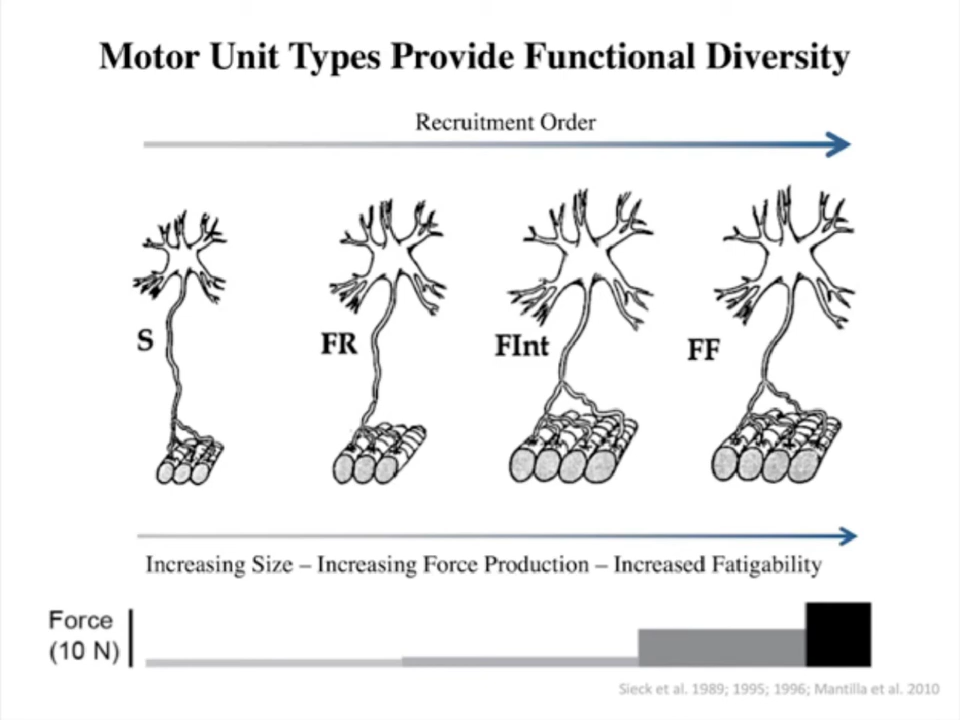 Motor Unit Types Provide Functional Diversity
Recruitment Order
S
FR
FInt
FF
Increasing Size – Increasing Force Production – Increased Fatigability
Force
(10 N)
Sieck et al. 1989; 1995; 1996; Mantilla et al. 2010